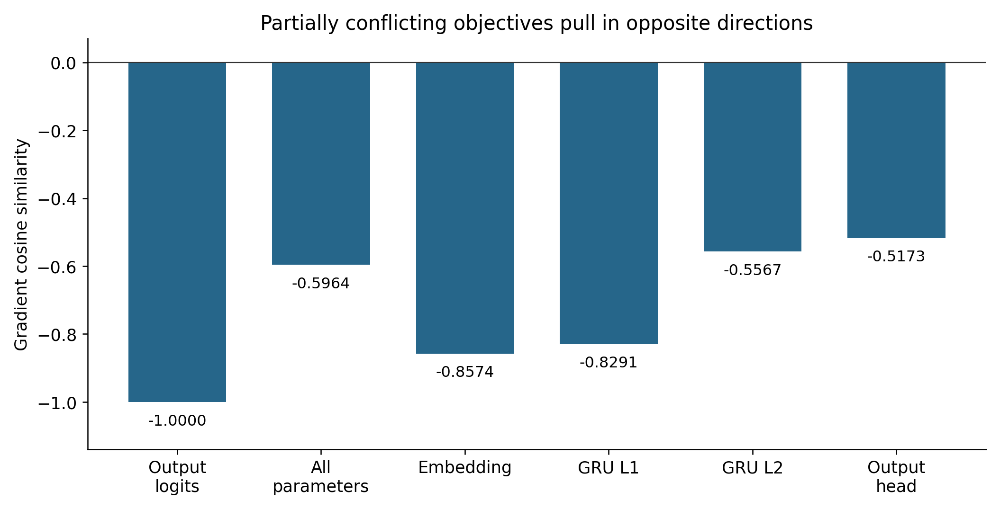 Partially conflicting objectives pull in opposite directions
Gradient cosine similarity
0.0
−0.2
−0.4
−0.6
−0.8
−1.0
-1.0000
-0.5964
-0.8574
-0.8291
-0.5567
-0.5173
Output
logits
All
parameters
Embedding
GRU L1
GRU L2
Output
head